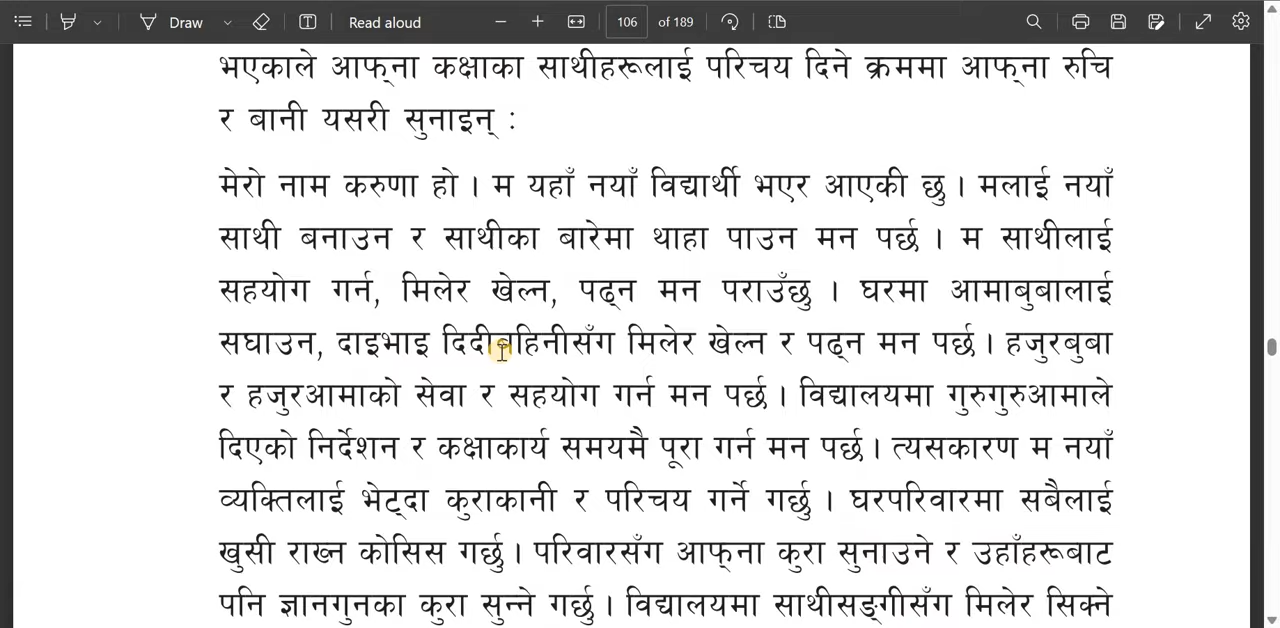 Draw
Read aloud
106 of 189
भएकाले आफ्‌ना कक्षाका साथीहरूलाई परिचय दिने क्रममा आफ्‌ना रुचि
र बानी यसरी सुनाइन् :
मेरो नाम करुणा हो । म यहाँ नयाँ विद्यार्थी भएर आएकी छु । मलाई नयाँ
साथी बनाउन र साथीका बारेमा थाहा पाउन मन पर्छ । म साथीलाई
सहयोग गर्न, मिलेर खेल्न, पढ्न मन पराउँछु । घरमा आमाबुबालाई
सघाउन, दाइभाइ दिदीबहिनीसँग मिलेर खेल्न र पढ्न मन पर्छ । हजुरबुबा
र हजुरआमाको सेवा र सहयोग गर्न मन पर्छ । विद्यालयमा गुरुगुरुआमाले
दिएको निर्देशन र कक्षाकार्य समयमै पूरा गर्न मन पर्छ । त्यसकारण म नयाँ
व्यक्तिलाई भेट्दा कुराकानी र परिचय गर्ने गर्छु । घरपरिवारमा सबैलाई
खुसी राख्न कोसिस गर्छु । परिवारसँग आफ्‌ना कुरा सुनाउने र उहाँहरूबाट
पनि ज्ञानगुनका कुरा सुन्ने गर्छु । विद्यालयमा साथीसङ्गीसँग मिलेर सिक्ने